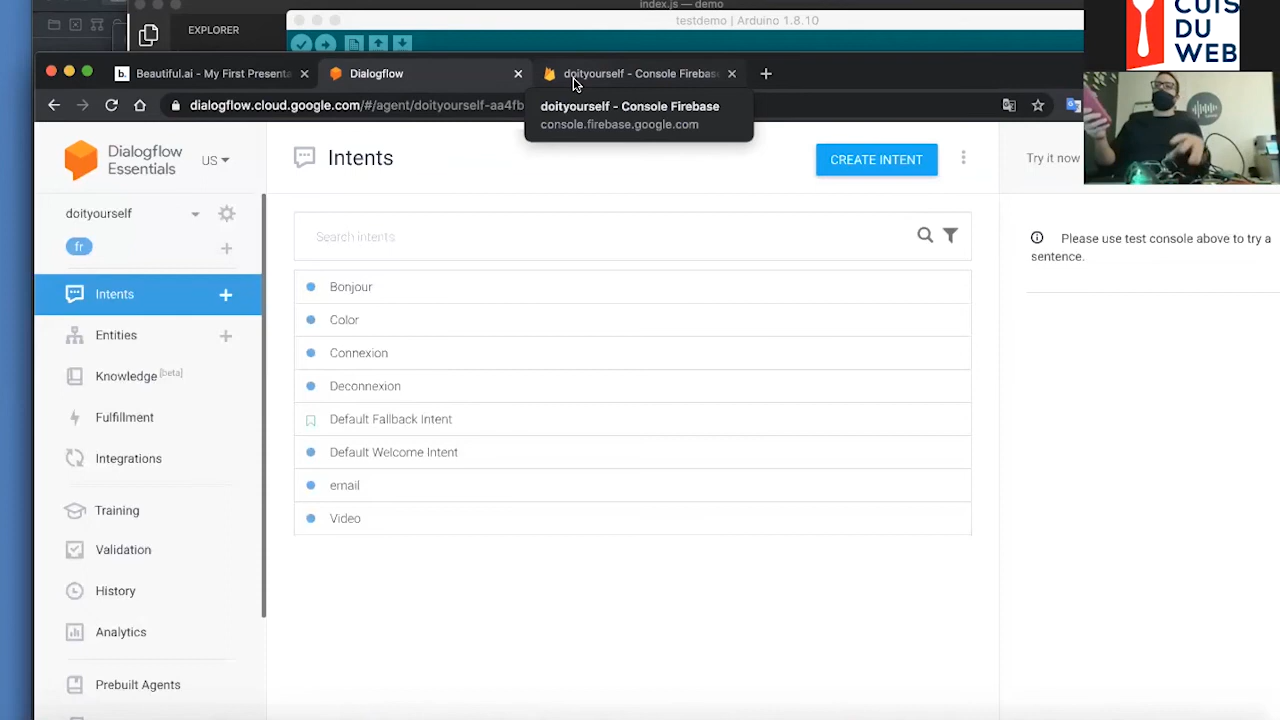 index.js — demo
EXPLORER
testdemo | Arduino 1.8.10
CUIS
DU
WEB
b. Beautiful.ai - My First Presenta
Dialogflow
doityourself - Console Firebase
dialogflow.cloud.google.com/#/agent/doityourself-aa4fb
doityourself - Console Firebase
console.firebase.google.com
Dialogflow
Essentials
US
Intents
CREATE INTENT
Try it now
doityourself
fr
Search intents
Please use test console above to try a
sentence.
Intents
Entities
Knowledge [beta]
Fulfillment
Integrations
Training
Validation
History
Analytics
Prebuilt Agents
Bonjour
Color
Connexion
Deconnexion
Default Fallback Intent
Default Welcome Intent
email
Video